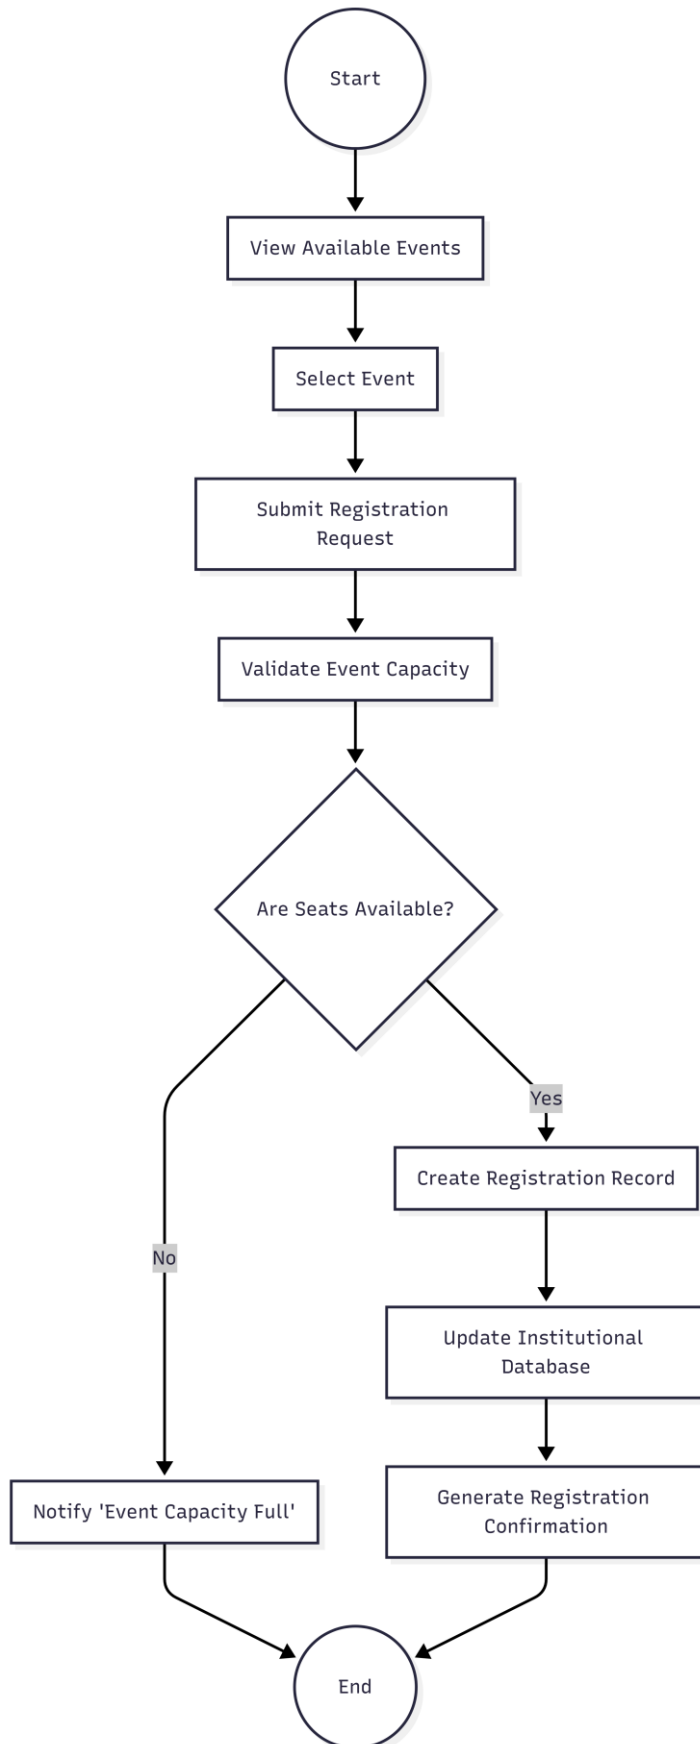 Start
View Available Events
Select Event
Submit Registration
Request
Validate Event Capacity
Are Seats Available?
Yes
Create Registration Record
No
Update Institutional
Database
Notify 'Event Capacity Full'
Generate Registration
Confirmation
End